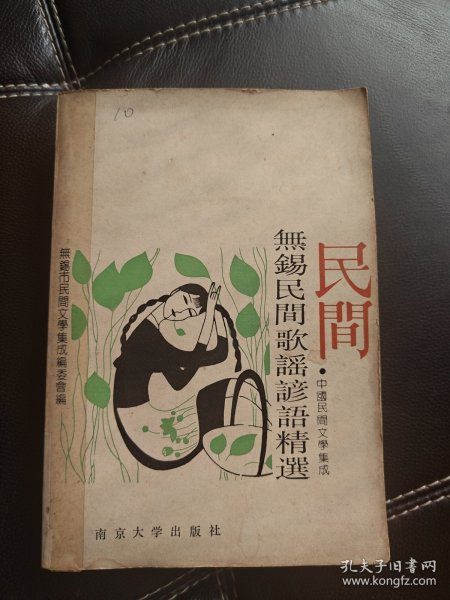 10
民間
·中國民間文學集成
無錫民間歌謡諺語精選
無錫市民間文學集成編委會編
南京大学出版社
孔夫子旧书网
www.kongfz.com